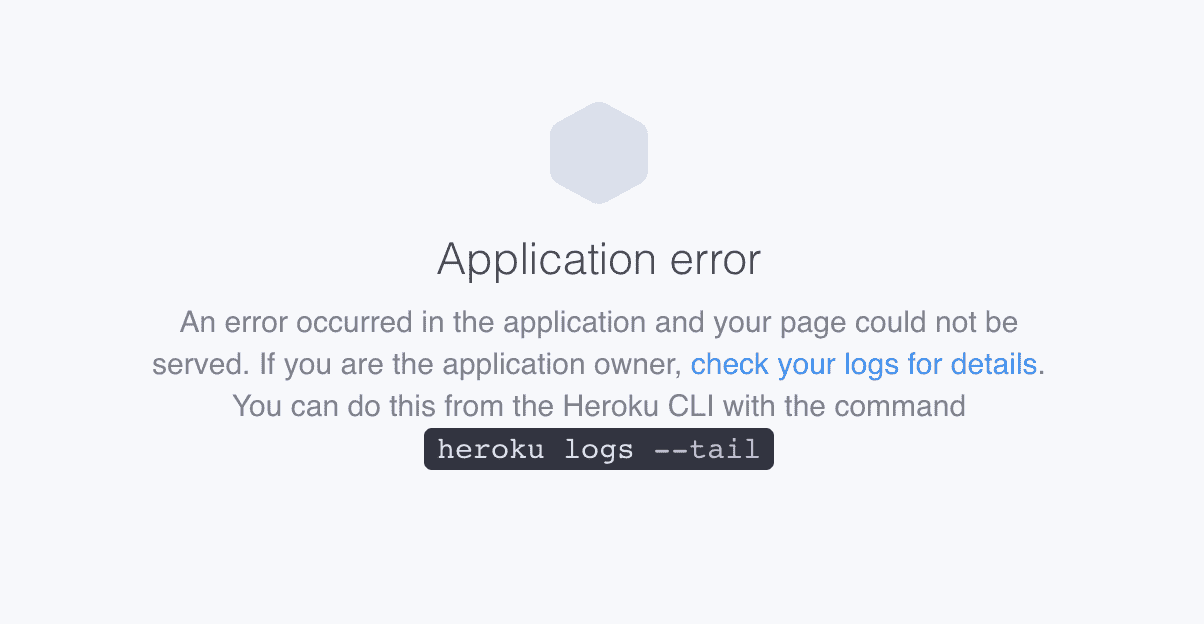 Application error
An error occurred in the application and your page could not be
served. If you are the application owner, check your logs for details.
You can do this from the Heroku CLI with the command
heroku logs --tail